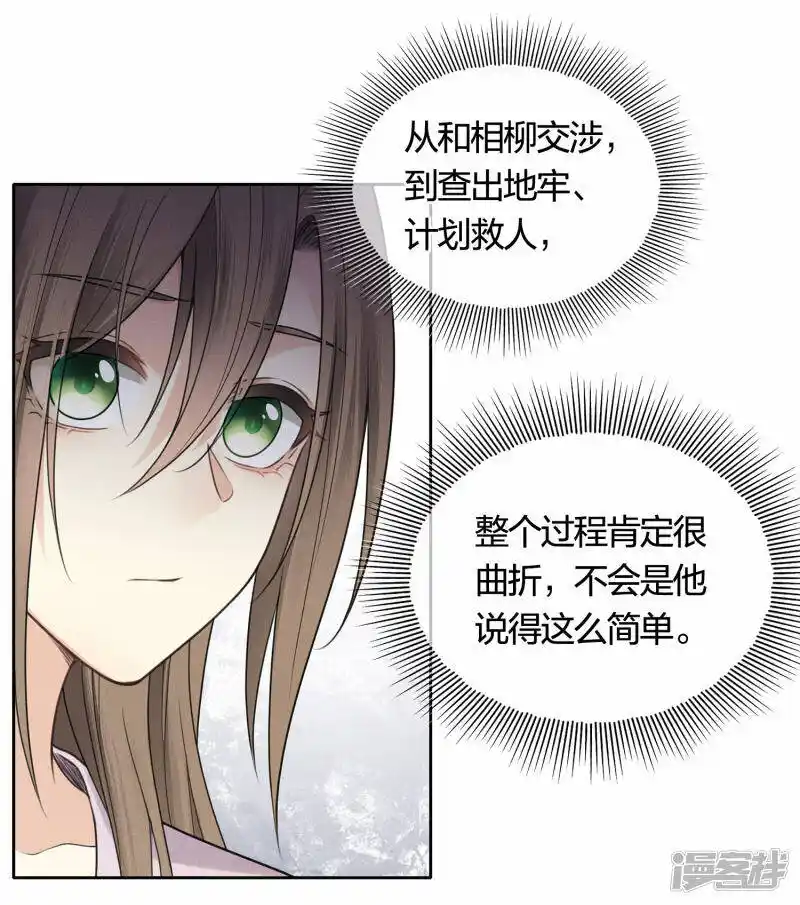 从和相柳交涉，
到查出地牢、
计划救人，
整个过程肯定很
曲折，不会是他
说得这么简单。
漫客栈